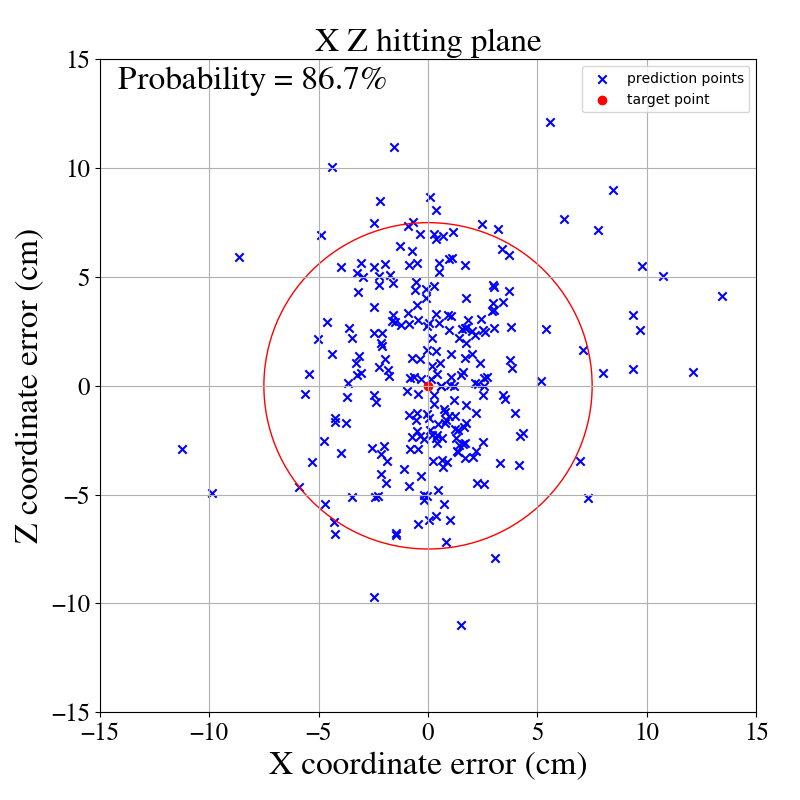 X Z hitting plane
Probability = 86.7%
prediction points
target point
15
10
5
0
−5
−10
−15
Z coordinate error (cm)
−15 −10 −5 0 5 10 15
X coordinate error (cm)